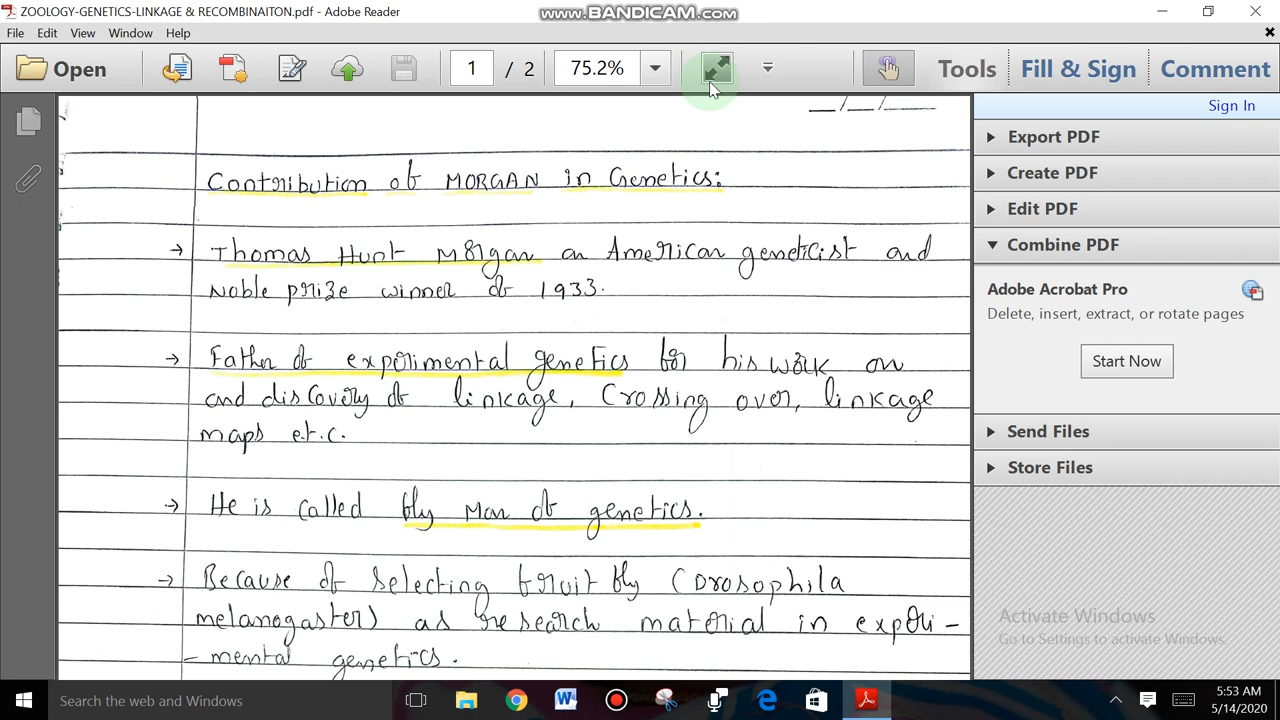 ZOOLOGY-GENETICS-LINKAGE & RECOMBINAITON.pdf - Adobe Reader
www.BANDICAM.com
File Edit View Window Help
Open 1 / 2 75.2% Tools Fill & Sign Comment
Sign In
Export PDF
Create PDF
Edit PDF
Combine PDF
Adobe Acrobat Pro
Delete, insert, extract, or rotate pages
Start Now
Send Files
Store Files
Contribution of MORGAN in Genetics:
→ Thomas Hunt Morgan an American geneticist and
Noble prize winner of 1933.
→ Father of experimental genetics for his work on
and discovery of linkage, Crossing over, linkage
maps e.t.c.
→ He is called fly Man of genetics.
→ Because of selecting fruit fly (Drosophila
melanogaster) as research material in experi-
-mental genetics.
Activate Windows
Go to Settings to activate Windows.
Search the web and Windows
5:53 AM
5/14/2020